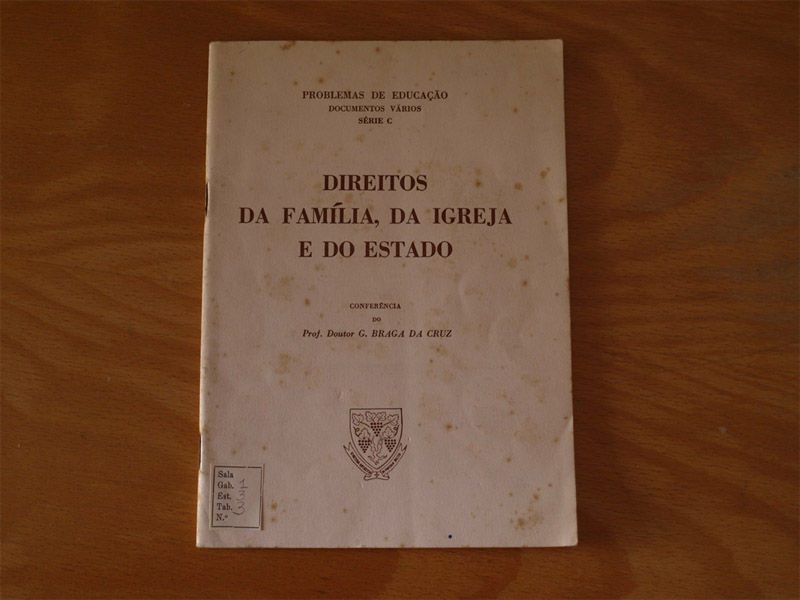 PROBLEMAS DE EDUCAÇÃO
DOCUMENTOS VÁRIOS
SÉRIE C
DIREITOS
DA FAMÍLIA, DA IGREJA
E DO ESTADO
CONFERÊNCIA
DO
Prof. Doutor G. BRAGA DA CRUZ
Sala
Gab. 1
Est. 3
Tab. 3
N.º